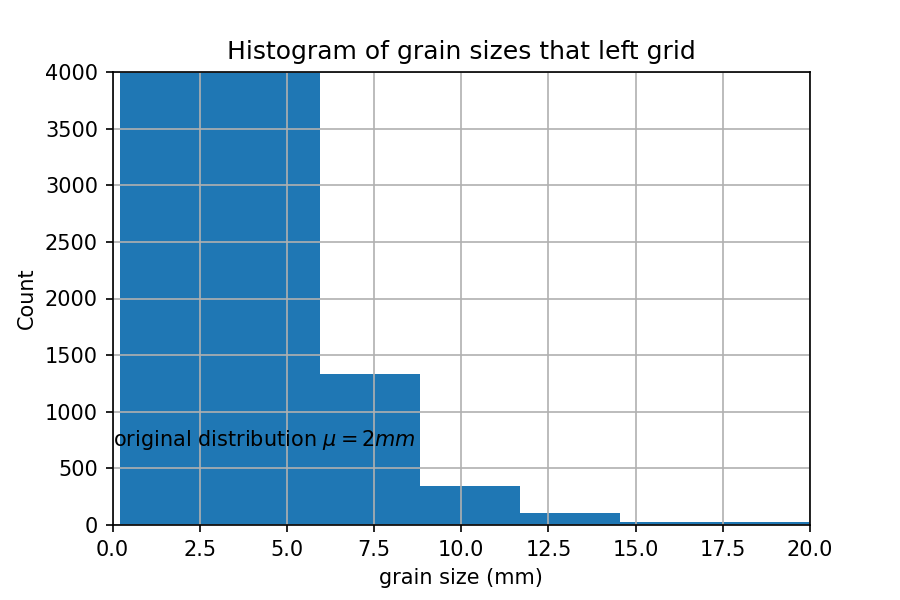 Histogram of grain sizes that left grid
4000
3500
3000
2500
2000
1500
1000
500
0
Count
original distribution μ = 2mm
0.0 2.5 5.0 7.5 10.0 12.5 15.0 17.5 20.0
grain size (mm)